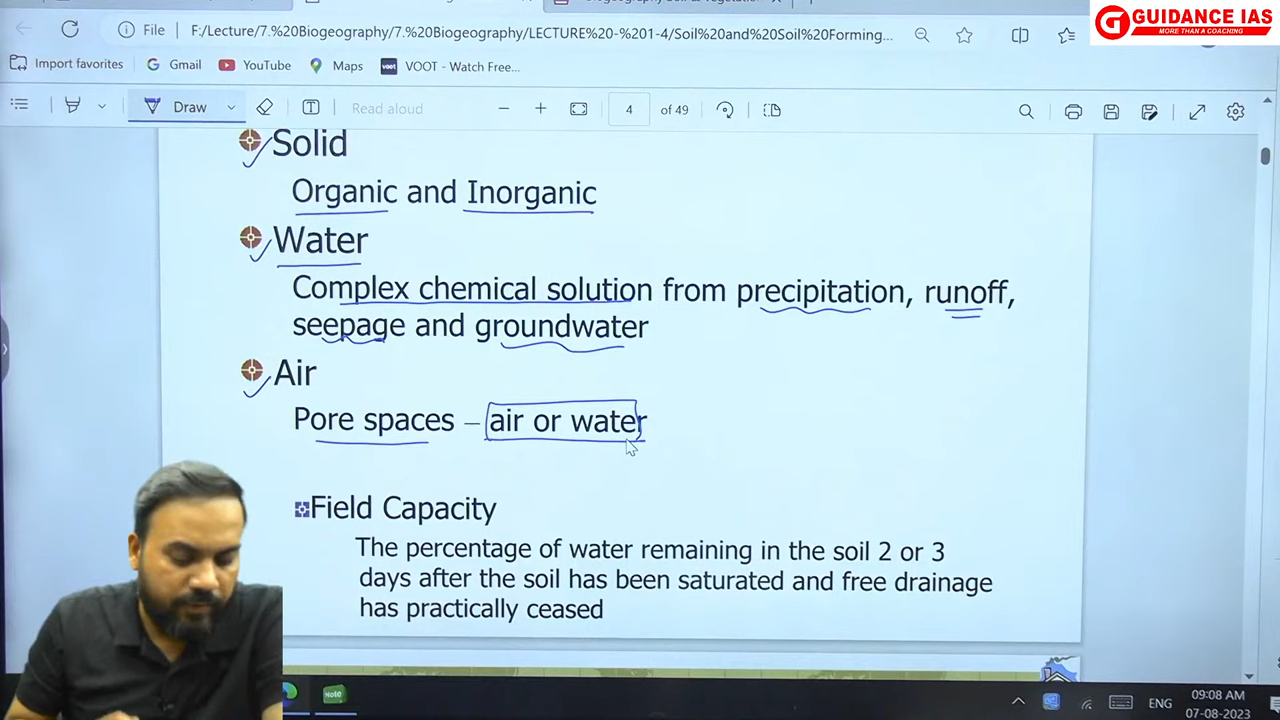 File
F:/Lecture/7.%20Biogeography/7.%20Biogeography/LECTURE%20-%201-4/Soil%20and%20Soil%20Forming...
GUIDANCE IAS
MORE THAN A COACHING
Import favorites
Gmail
YouTube
Maps
voot
VOOT - Watch Free...
Draw
Read aloud
4
of 49
Solid
Organic and Inorganic
Water
Complex chemical solution from precipitation, runoff,
seepage and groundwater
Air
Pore spaces – air or water
Field Capacity
The percentage of water remaining in the soil 2 or 3
days after the soil has been saturated and free drainage
has practically ceased
Note
ENG
09:08 AM
07-08-2023